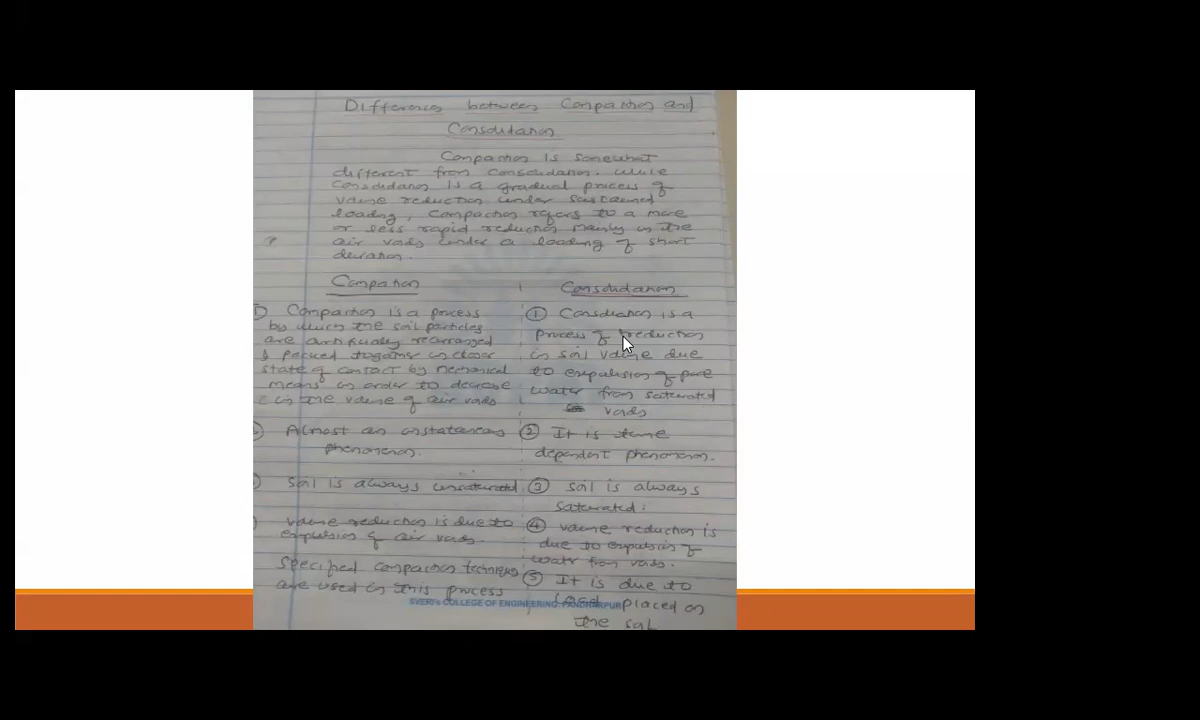 Difference between Compaction and
Consolidation
Compaction is somewhat
different from consolidation. While
Consolidation is a gradual process of
volume reduction under sustained
loading, compaction refers to a more
or less rapid reduction mainly in the
air voids under a loading of short
duration.
Compaction
Compaction is a process
by which the soil particles
are artificially rearranged
& packed together in closer
state of contact by mechanical
means in order to decrease
in the volume of air voids
Almost an instataneous
phenomenon.
Soil is always unsaturated
volume reduction is due to
expulsion of air voids.
Specified compaction techniques
are used in this process
Consolidation
① Consolidation is a
process of reduction
in soil volume due
to expulsion of pore
water from saturated
voids
② It is time
dependent phenomenon.
③ Soil is always
saturated.
④ volume reduction is
due to expulsion of
water from voids.
⑤ It is due to
load placed on
the soil
SVERI's COLLEGE OF ENGINEERING, PANDHARPUR